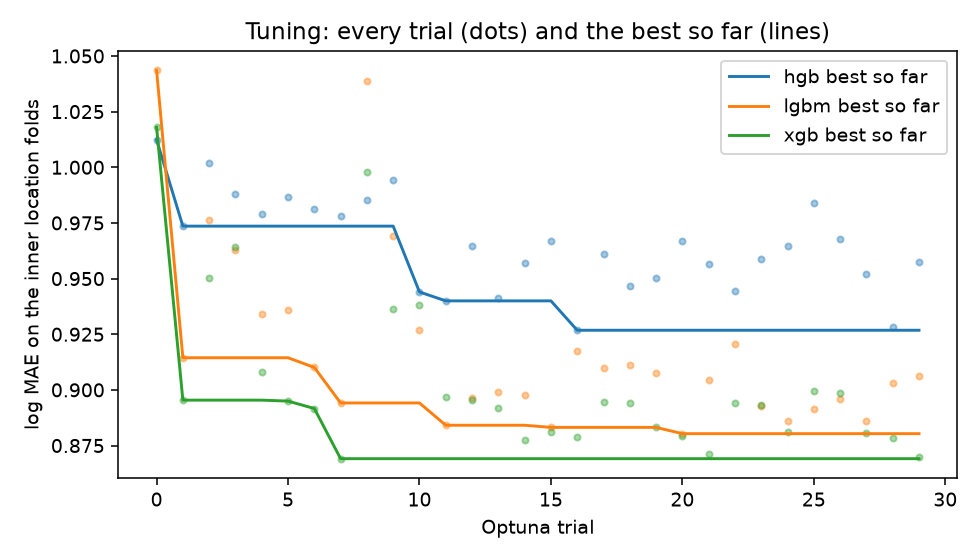 Tuning: every trial (dots) and the best so far (lines)
log MAE on the inner location folds
1.050
1.025
1.000
0.975
0.950
0.925
0.900
0.875
hgb best so far
lgbm best so far
xgb best so far
0 5 10 15 20 25 30
Optuna trial